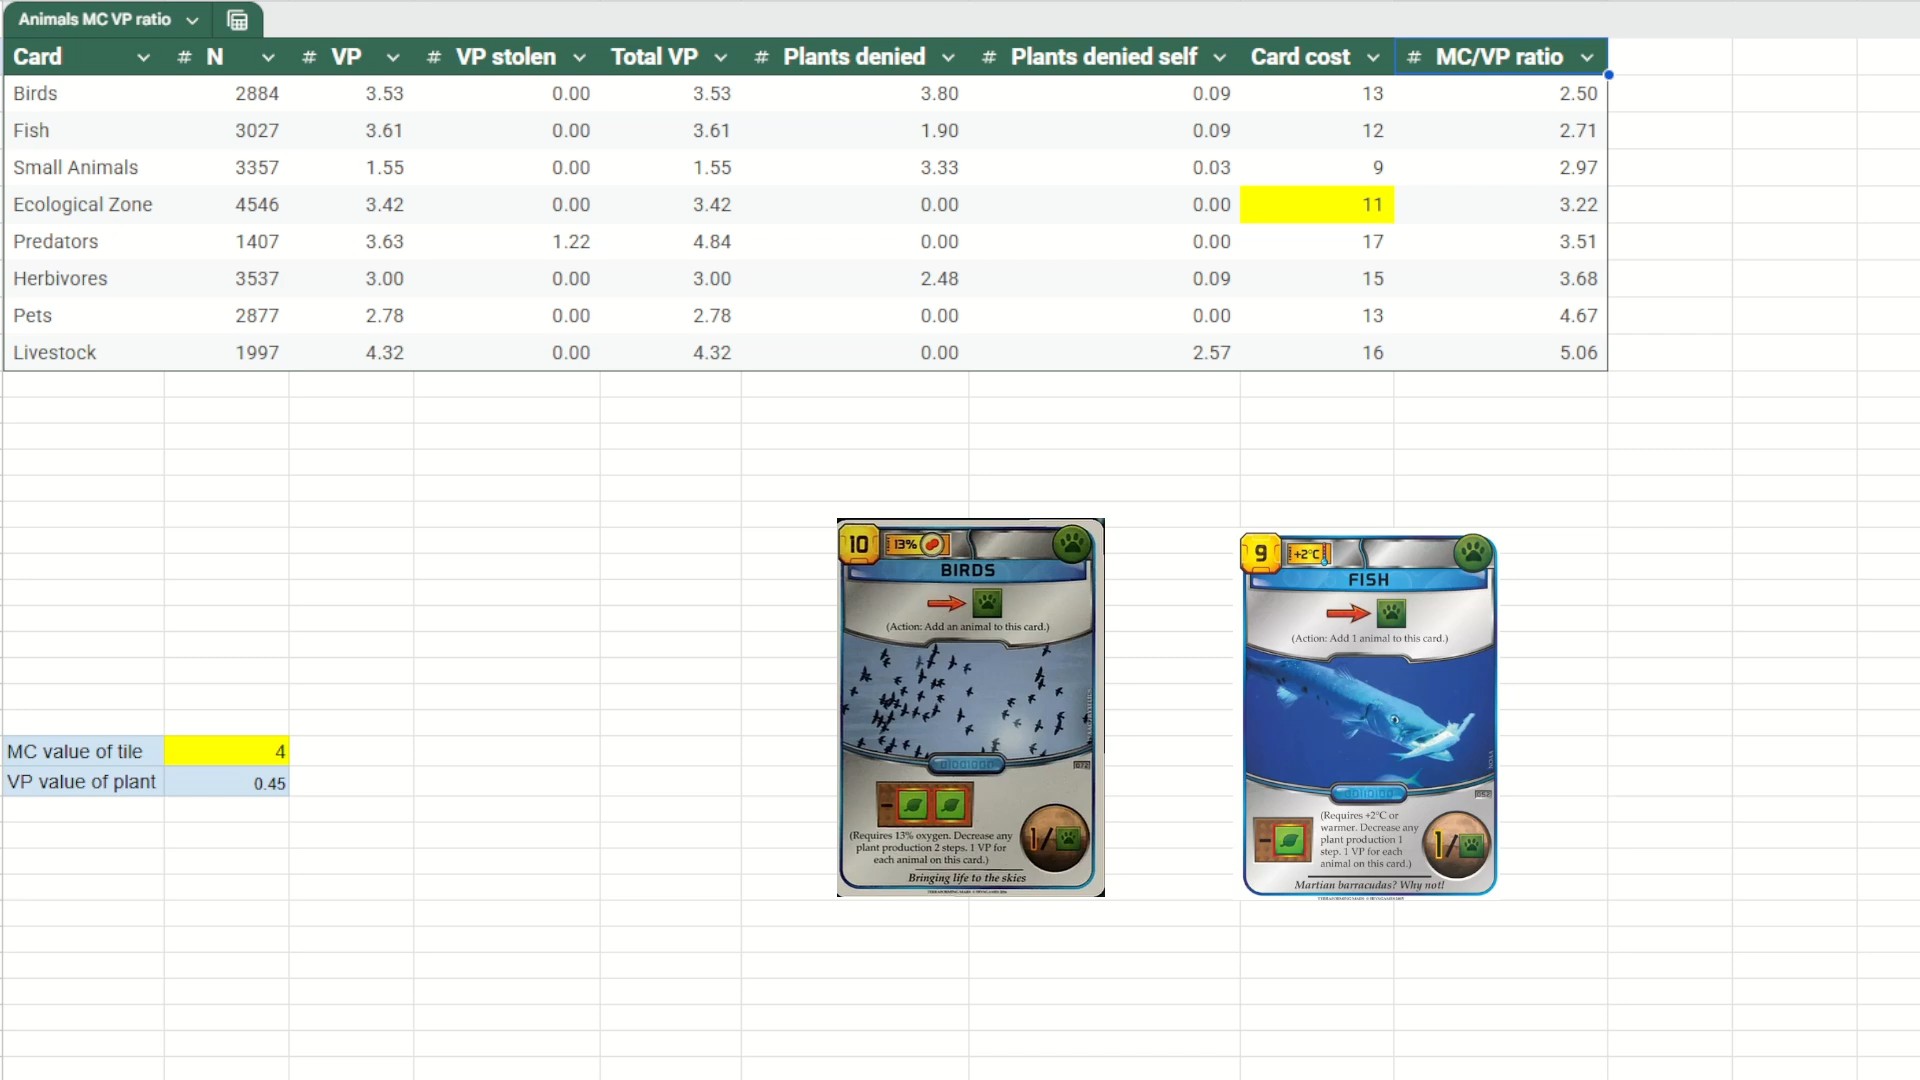 Animals MC VP ratio
Card # N # VP # VP stolen Total VP # Plants denied # Plants denied self Card cost # MC/VP ratio
Birds 2884 3.53 0.00 3.53 3.80 0.09 13 2.50
Fish 3027 3.61 0.00 3.61 1.90 0.09 12 2.71
Small Animals 3357 1.55 0.00 1.55 3.33 0.03 9 2.97
Ecological Zone 4546 3.42 0.00 3.42 0.00 0.00 11 3.22
Predators 1407 3.63 1.22 4.84 0.00 0.00 17 3.51
Herbivores 3537 3.00 0.00 3.00 2.48 0.09 15 3.68
Pets 2877 2.78 0.00 2.78 0.00 0.00 13 4.67
Livestock 1997 4.32 0.00 4.32 0.00 2.57 16 5.06
MC value of tile 4
VP value of plant 0.45
10 13%
BIRDS
(Action: Add an animal to this card.)
072
-
(Requires 13% oxygen. Decrease any
plant production 2 steps. 1 VP for
each animal on this card.)
1/
Bringing life to the skies
9 +2°C
FISH
(Action: Add 1 animal to this card.)
052
-
(Requires +2°C or
warmer. Decrease any
plant production 1
step. 1 VP for each
animal on this card.)
1/
Martian barracudas? Why not!